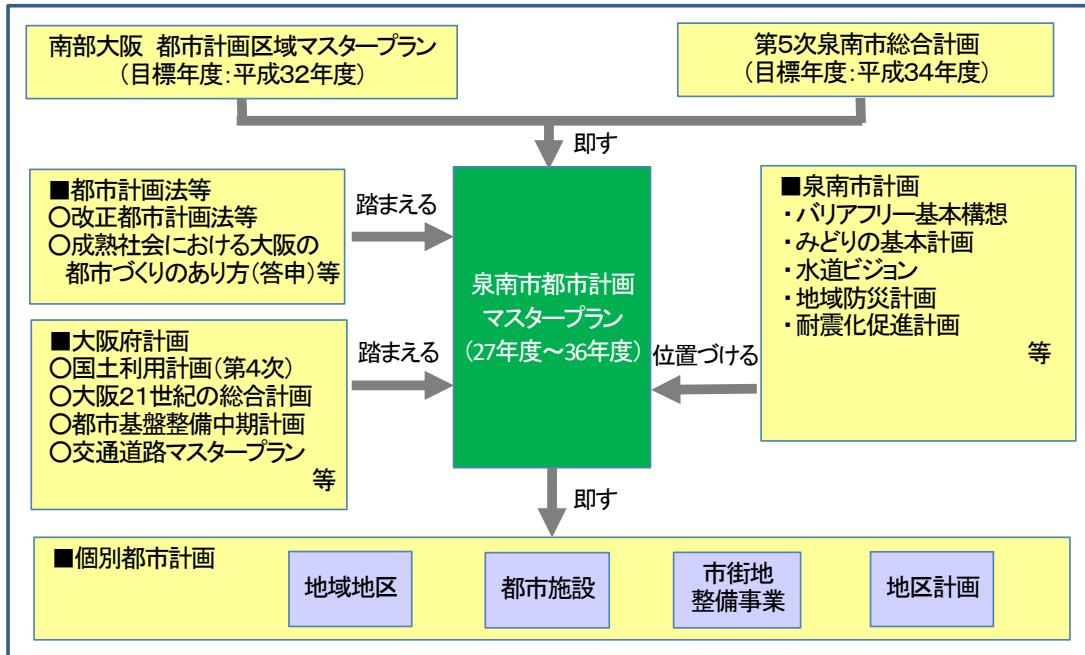 南部大阪 都市計画区域マスタープラン
(目標年度:平成32年度)
第5次泉南市総合計画
(目標年度:平成34年度)
即す
■都市計画法等
○改正都市計画法等
○成熟社会における大阪の
都市づくりのあり方(答申)等
踏まえる
■大阪府計画
○国土利用計画(第4次)
○大阪21世紀の総合計画
○都市基盤整備中期計画
○交通道路マスタープラン
等
踏まえる
泉南市都市計画
マスタープラン
(27年度～36年度)
■泉南市計画
・バリアフリー基本構想
・みどりの基本計画
・水道ビジョン
・地域防災計画
・耐震化促進計画
等
位置づける
即す
■個別都市計画
地域地区
都市施設
市街地
整備事業
地区計画